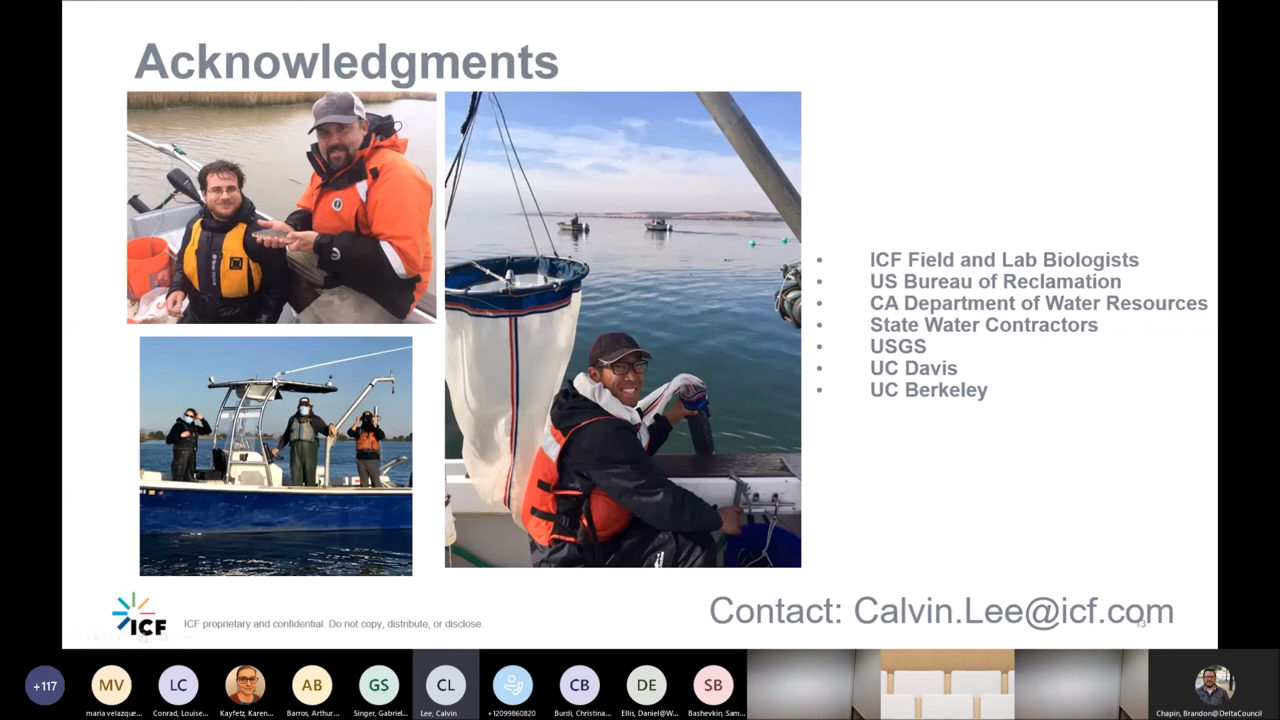 Acknowledgments
• ICF Field and Lab Biologists
• US Bureau of Reclamation
• CA Department of Water Resources
• State Water Contractors
• USGS
• UC Davis
• UC Berkeley
ICF
ICF proprietary and confidential. Do not copy, distribute, or disclose.
Contact: Calvin.Lee@icf.com
13
+117
MV
LC
AB
GS
CL
CB
DE
SB
maria velazque...
Conrad, Louise...
Kayfetz, Karen...
Barros, Arthur...
Singer, Gabriel...
Lee, Calvin
+12099860820
Burdi, Christina...
Ellis, Daniel@W...
Bashevkin, Sam...
Chapin, Brandon@DeltaCouncil